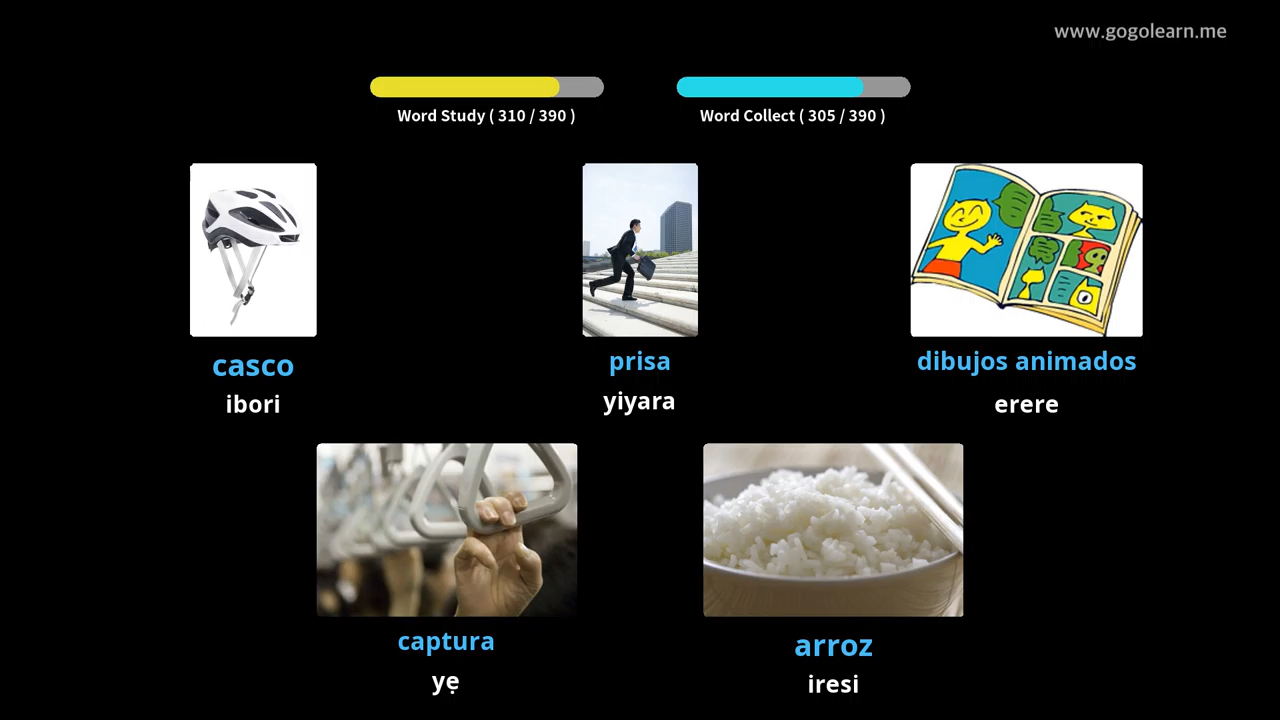 www.gogolearn.me
Word Study ( 310 / 390 )
Word Collect ( 305 / 390 )
casco
ibori
prisa
yiyara
dibujos animados
erere
captura
yẹ
arroz
iresi